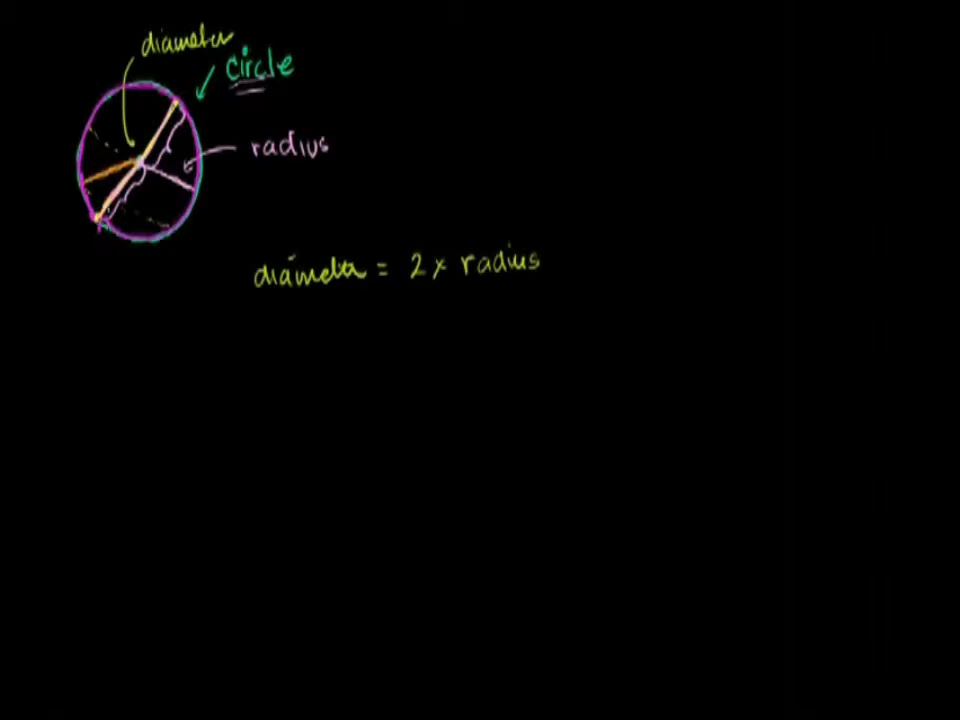 diameter
circle
radius
diameter = 2 × radius